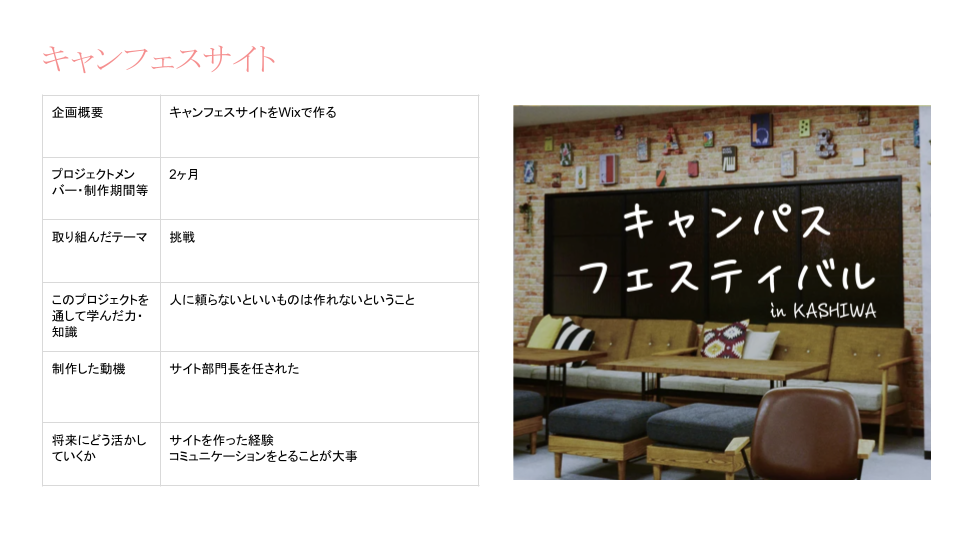 キャンフェスサイト
企画概要
キャンフェスサイトをWixで作る
プロジェクトメン
バー・制作期間等
2ヶ月
取り組んだテーマ
挑戦
このプロジェクトを
通して学んだ力・
知識
人に頼らないといいものは作れないということ
制作した動機
サイト部門長を任された
将来にどう活かし
ていくか
サイトを作った経験
コミュニケーションをとることが大事
キャンパス
フェスティバル
in KASHIWA